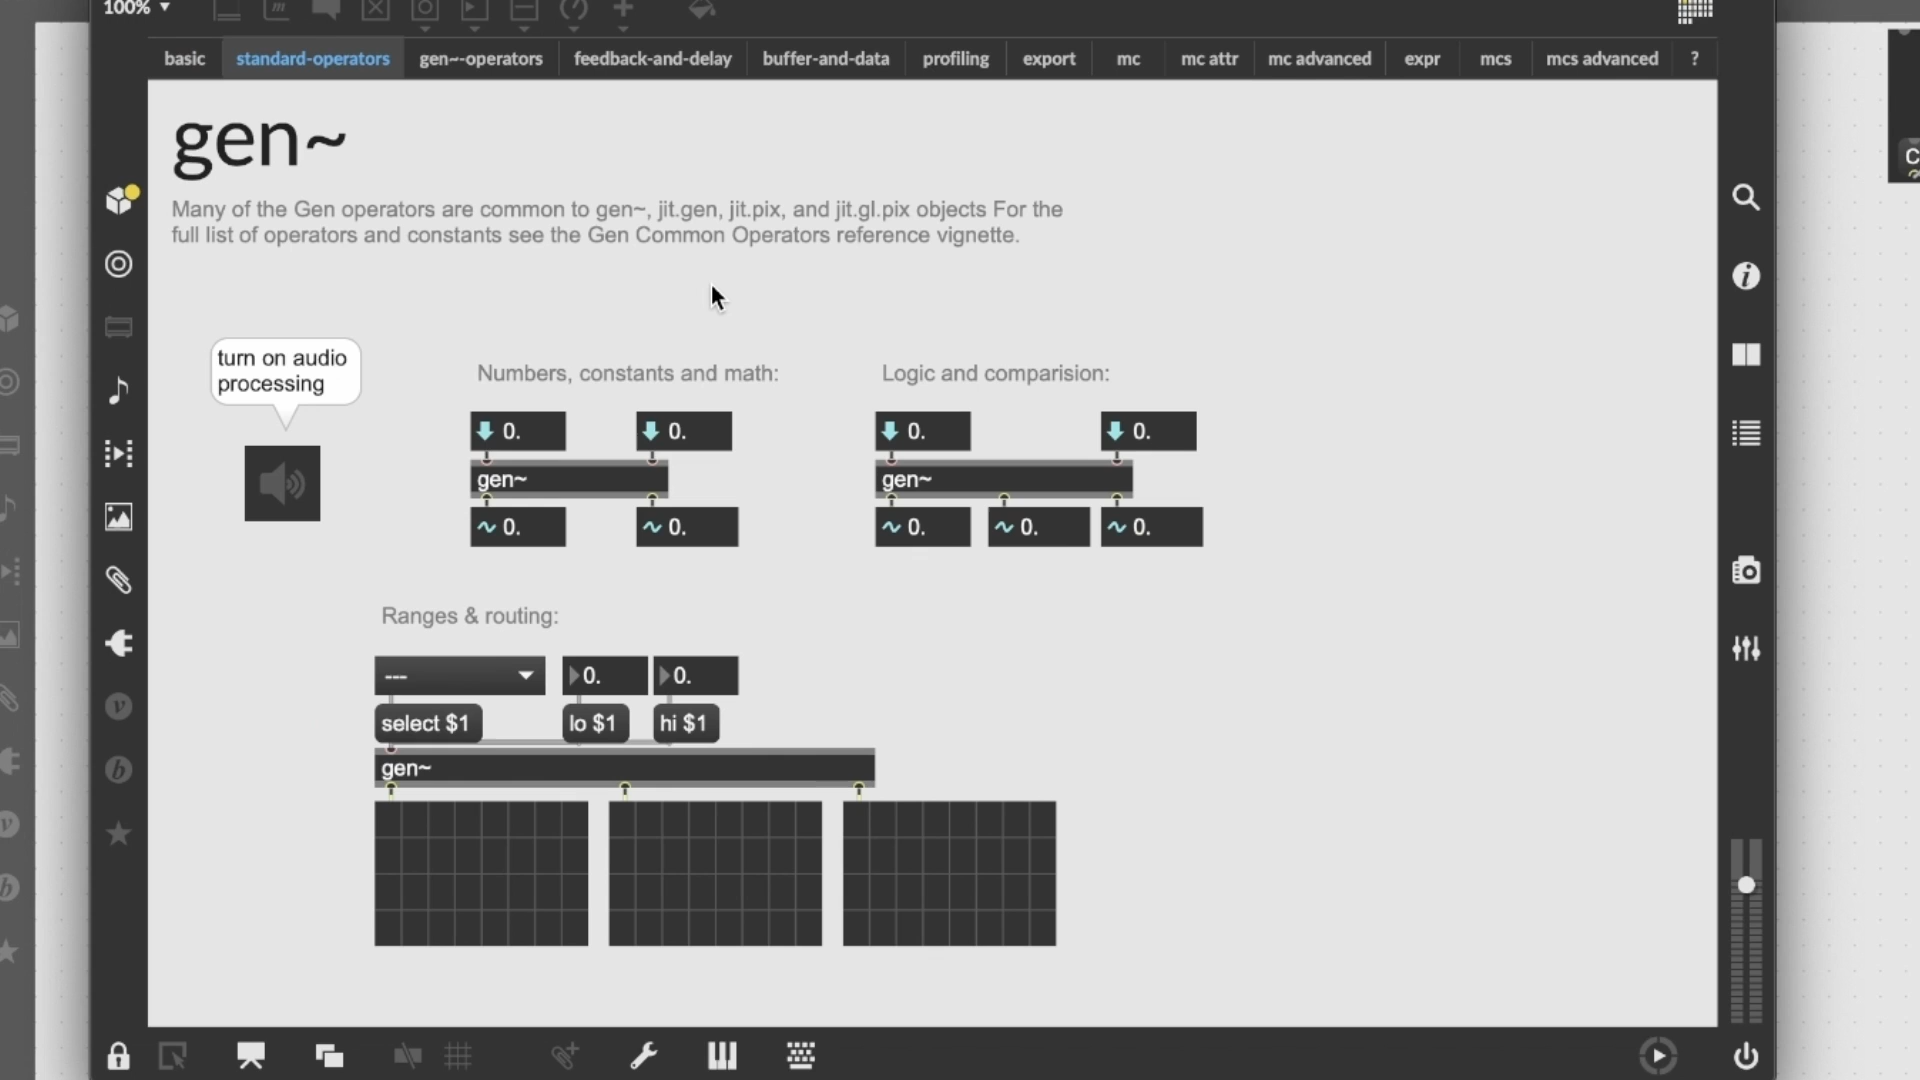 100%
basic
standard-operators
gen~-operators
feedback-and-delay
buffer-and-data
profiling
export
mc
mc attr
mc advanced
expr
mcs
mcs advanced
?
gen~
Many of the Gen operators are common to gen~, jit.gen, jit.pix, and jit.gl.pix objects For the
full list of operators and constants see the Gen Common Operators reference vignette.
turn on audio
processing
Numbers, constants and math:
0.
0.
gen~
0.
0.
Logic and comparision:
0.
0.
gen~
0.
0.
0.
Ranges & routing:
---
0.
0.
select $1
lo $1
hi $1
gen~